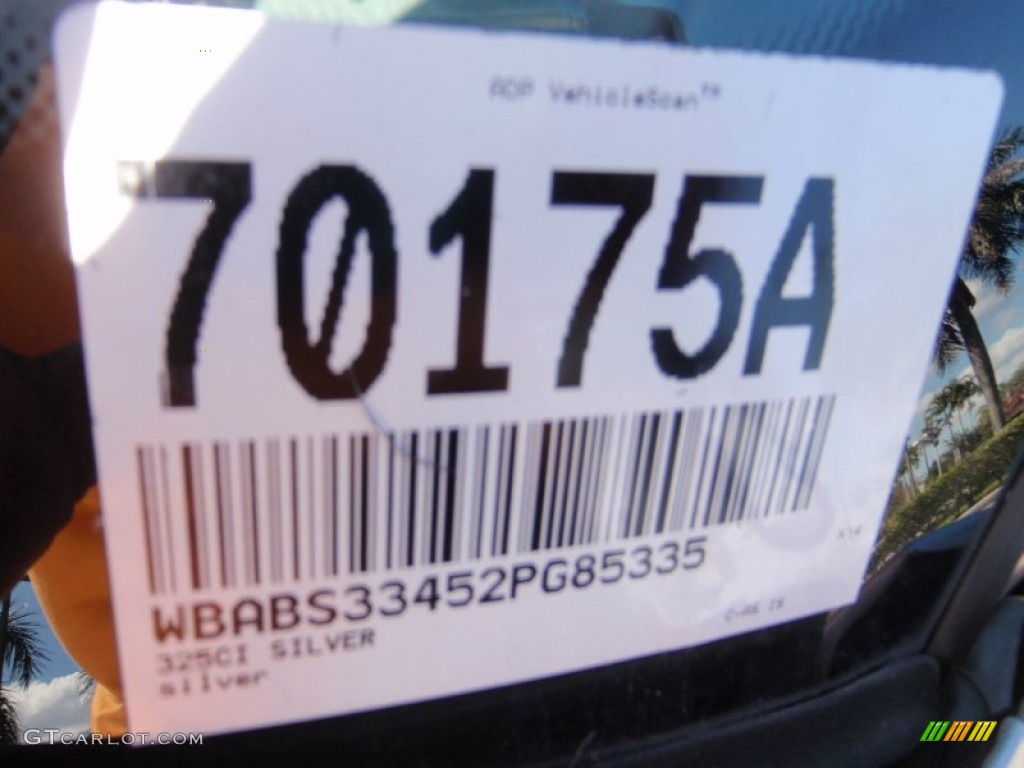 ADP VehicleScan™
70175A
WBABS33452PG85335
325CI SILVER
silver
GTCARLOT.COM